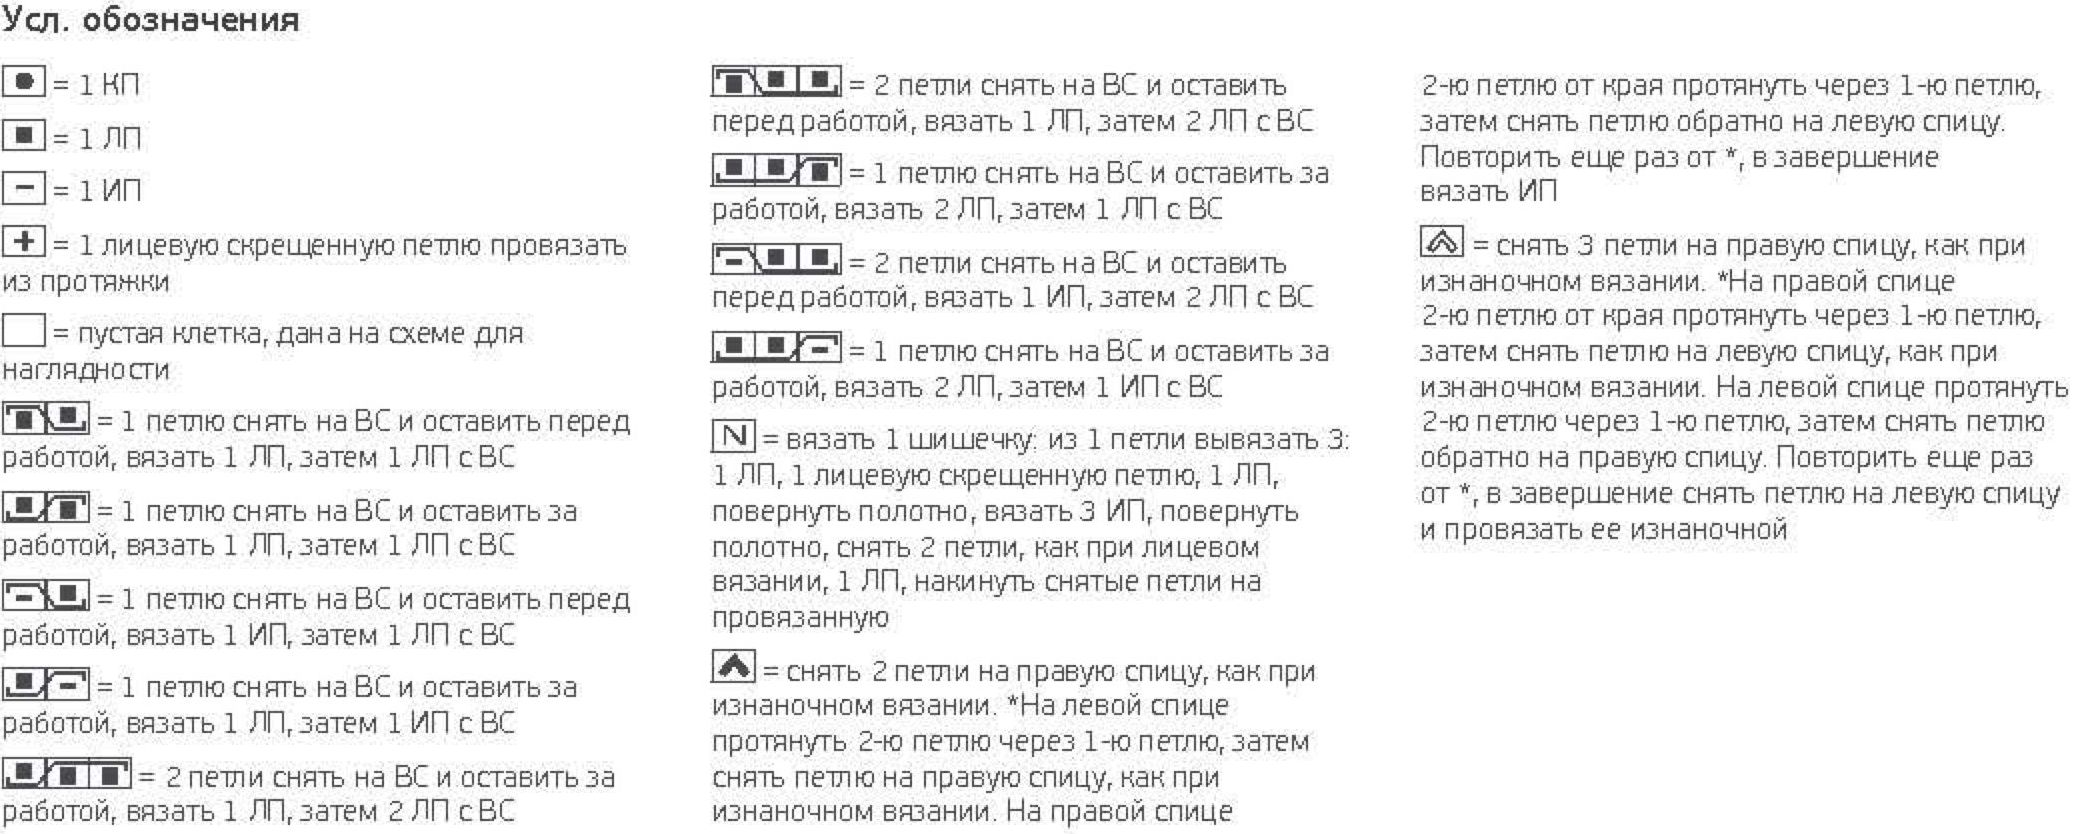 Усл. обозначения
= 1 КП
= 1 ЛП
= 1 ИП
= 1 лицевую скрещенную петлю провязать
из протяжки
= пустая клетка, дана на схеме для
наглядности
= 1 петлю снять на ВС и оставить перед
работой, вязать 1 ЛП, затем 1 ЛП с ВС
= 1 петлю снять на ВС и оставить за
работой, вязать 1 ЛП, затем 1 ЛП с ВС
= 1 петлю снять на ВС и оставить перед
работой, вязать 1 ИП, затем 1 ЛП с ВС
= 1 петлю снять на ВС и оставить за
работой, вязать 1 ЛП, затем 1 ИП с ВС
= 2 петли снять на ВС и оставить за
работой, вязать 1 ЛП, затем 2 ЛП с ВС
= 2 петли снять на ВС и оставить
перед работой, вязать 1 ЛП, затем 2 ЛП с ВС
= 1 петлю снять на ВС и оставить за
работой, вязать 2 ЛП, затем 1 ЛП с ВС
= 2 петли снять на ВС и оставить
перед работой, вязать 1 ИП, затем 2 ЛП с ВС
= 1 петлю снять на ВС и оставить за
работой, вязать 2 ЛП, затем 1 ИП с ВС
N = вязать 1 шишечку: из 1 петли вывязать 3:
1 ЛП, 1 лицевую скрещенную петлю, 1 ЛП,
повернуть полотно, вязать 3 ИП, повернуть
полотно, снять 2 петли, как при лицевом
вязании, 1 ЛП, накинуть снятые петли на
провязанную
= снять 2 петли на правую спицу, как при
изнаночном вязании. *На левой спице
протянуть 2-ю петлю через 1-ю петлю, затем
снять петлю на правую спицу, как при
изнаночном вязании. На правой спице
2-ю петлю от края протянуть через 1-ю петлю,
затем снять петлю обратно на левую спицу.
Повторить еще раз от *, в завершение
вязать ИП
= снять 3 петли на правую спицу, как при
изнаночном вязании. *На правой спице
2-ю петлю от края протянуть через 1-ю петлю,
затем снять петлю на левую спицу, как при
изнаночном вязании. На левой спице протянуть
2-ю петлю через 1-ю петлю, затем снять петлю
обратно на правую спицу. Повторить еще раз
от *, в завершение снять петлю на левую спицу
и провязать ее изнаночной